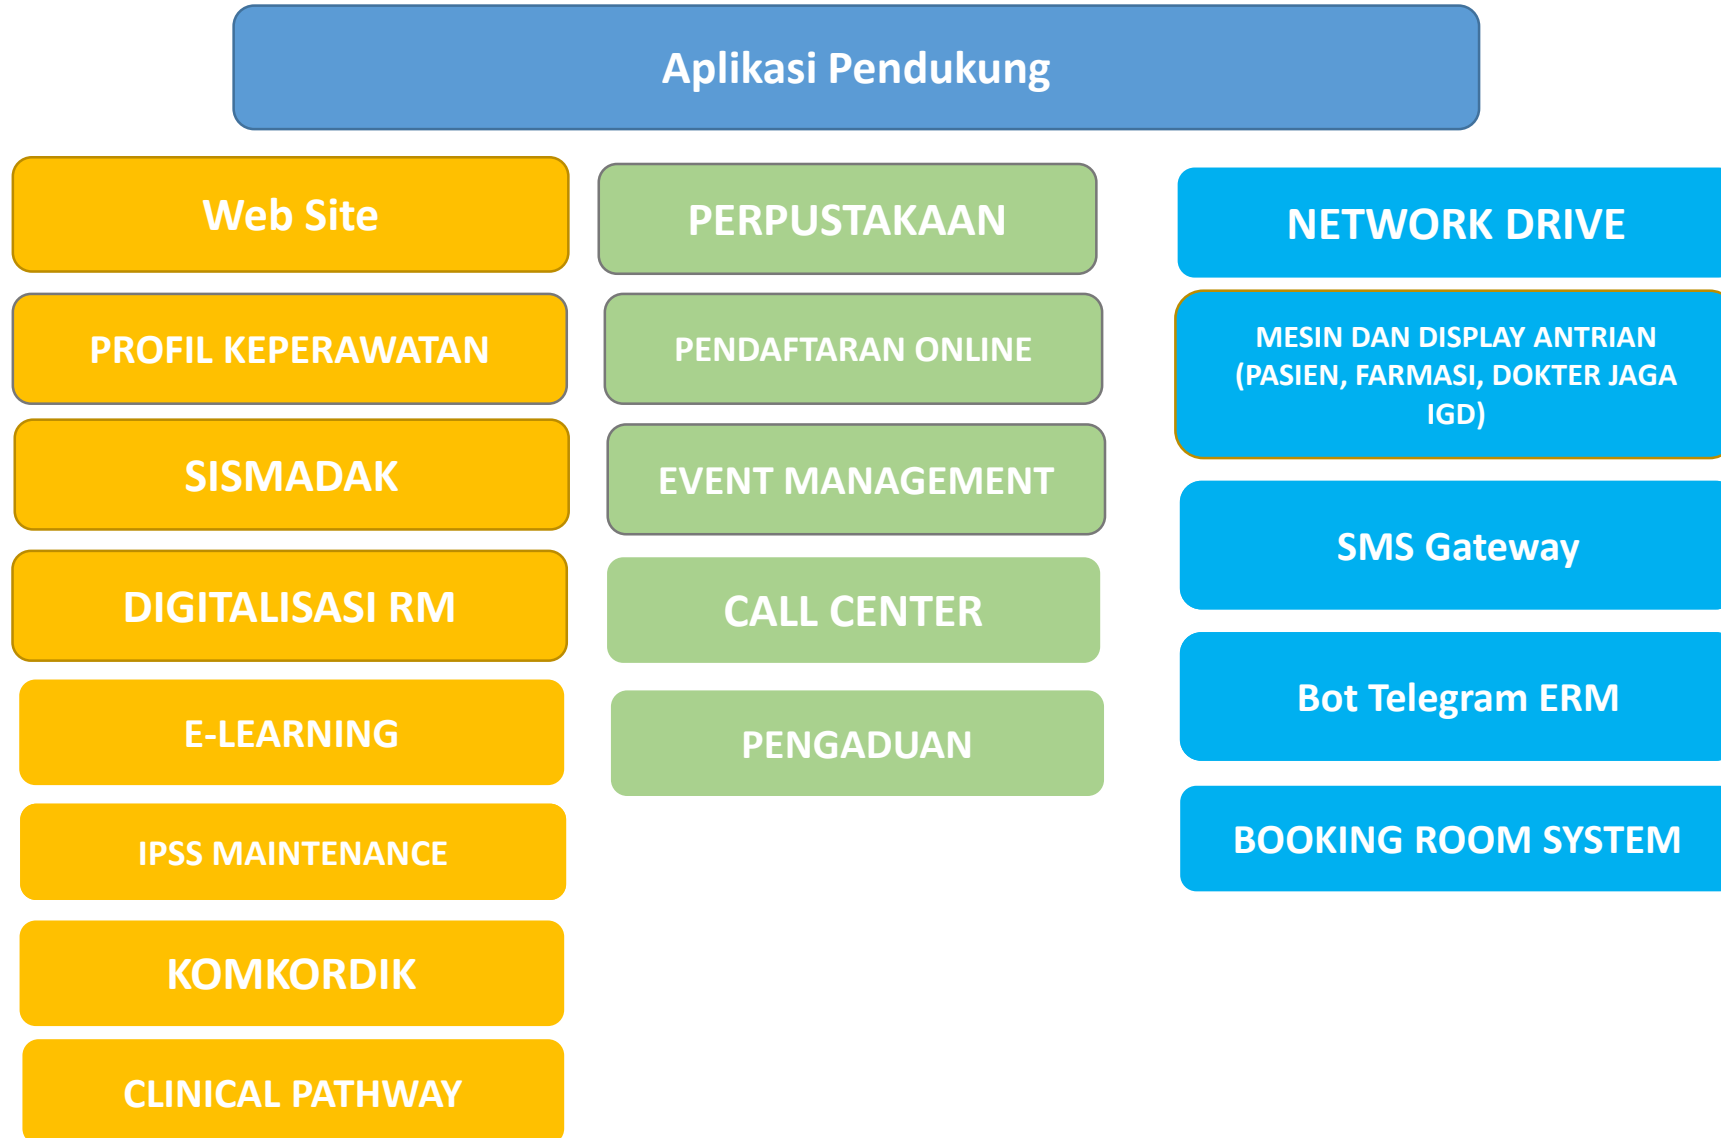 Aplikasi Pendukung
Web Site
PROFIL KEPERAWATAN
SISMADAK
DIGITALISASI RM
E-LEARNING
IPSS MAINTENANCE
KOMKORDIK
CLINICAL PATHWAY
PERPUSTAKAAN
PENDAFTARAN ONLINE
EVENT MANAGEMENT
CALL CENTER
PENGADUAN
NETWORK DRIVE
MESIN DAN DISPLAY ANTRIAN
(PASIEN, FARMASI, DOKTER JAGA
IGD)
SMS Gateway
Bot Telegram ERM
BOOKING ROOM SYSTEM